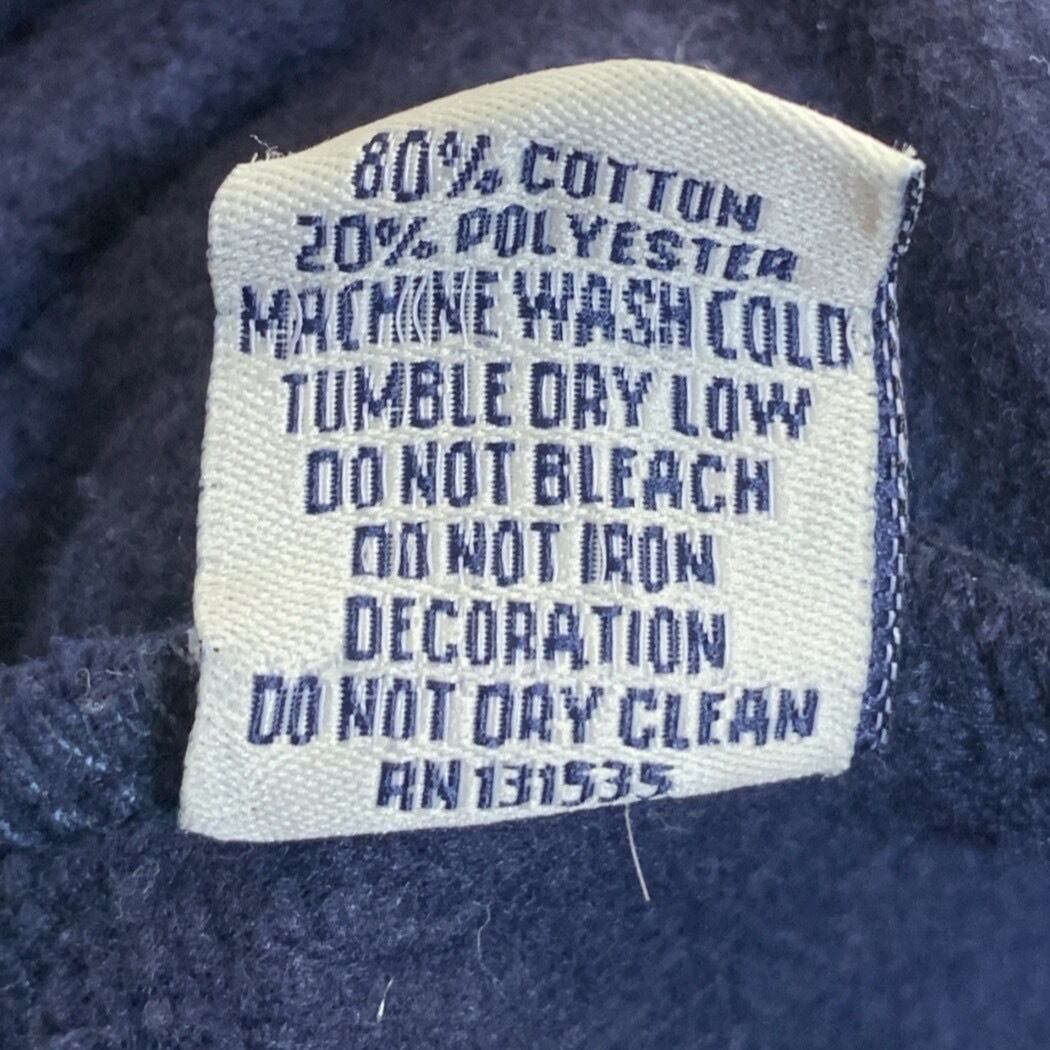 80% COTTON
20% POLYESTER
MACHINE WASH COLD
TUMBLE DRY LOW
DO NOT BLEACH
DO NOT IRON
DECORATION
DO NOT DRY CLEAN
RN 131535